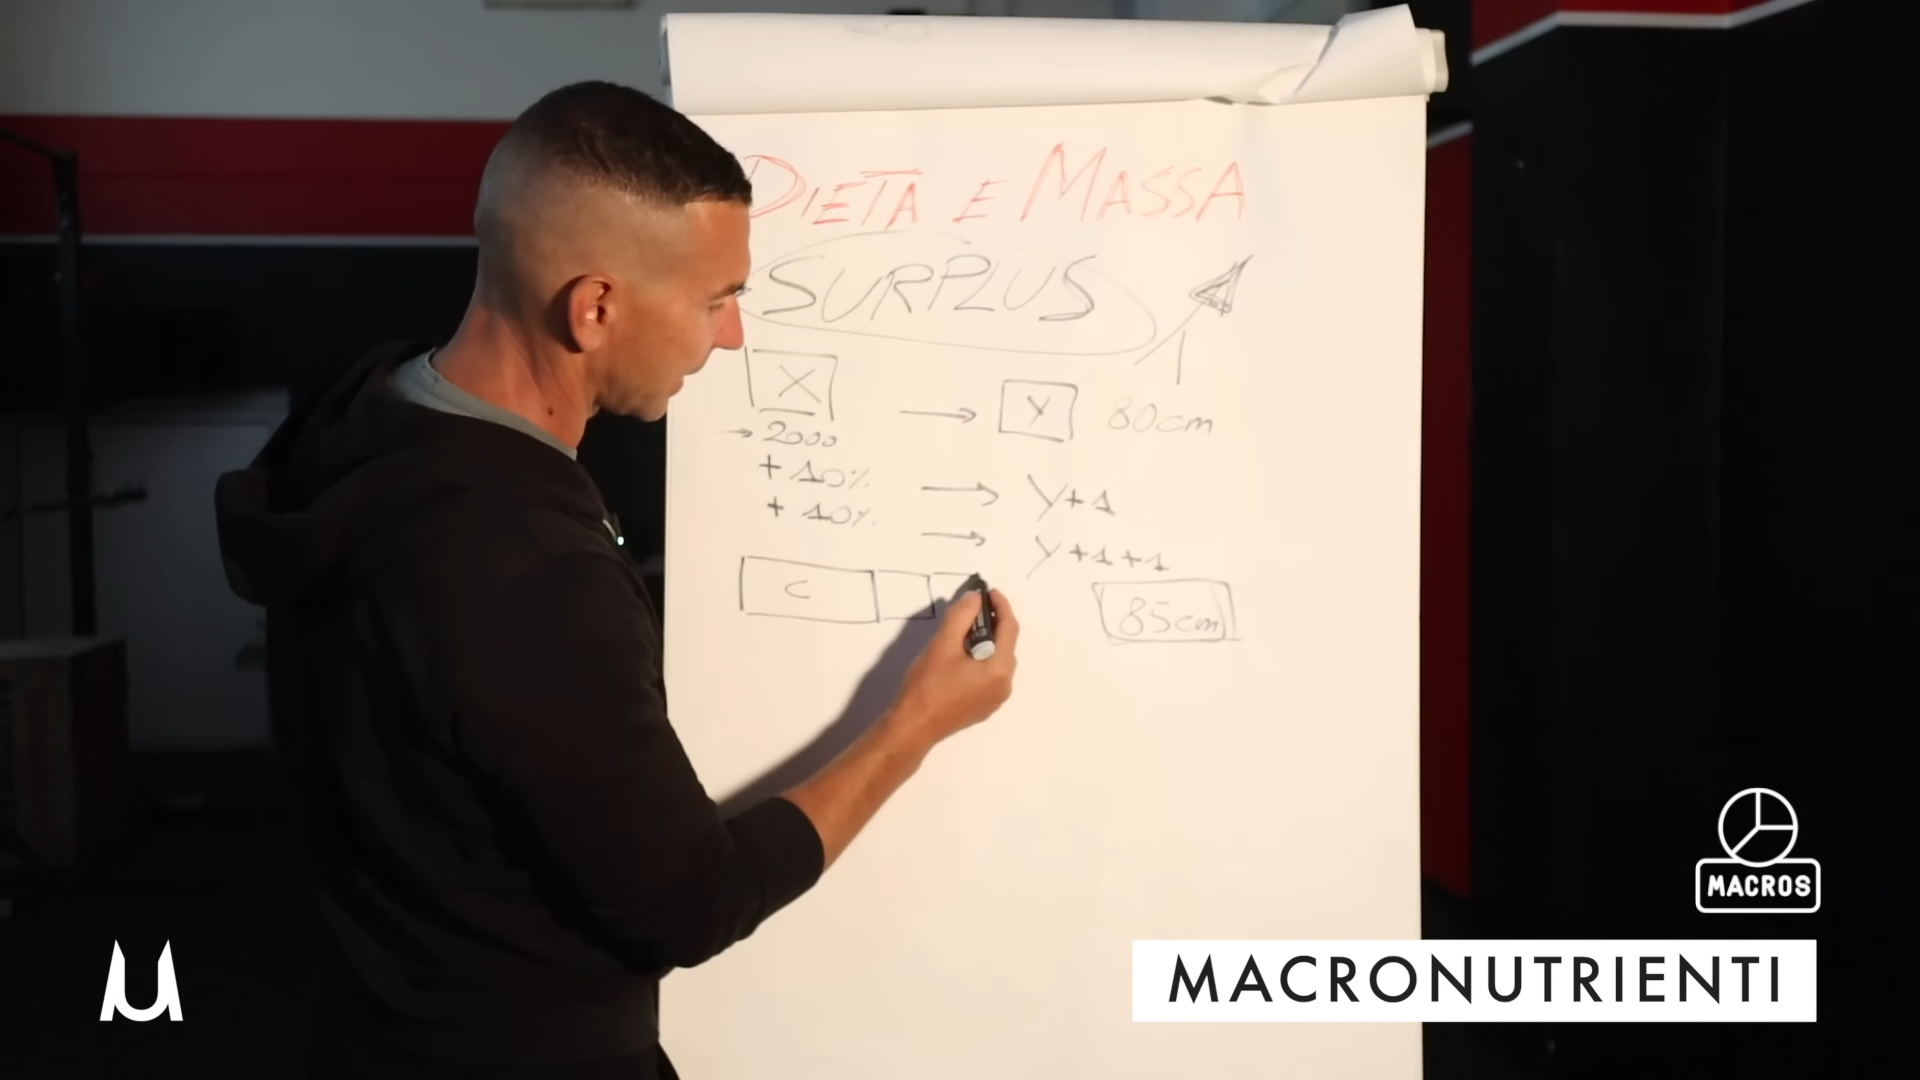 DIETA E MASSA
SURPLUS
X → Y 80cm
→ 2000
+ 10% → Y+1
+ 10% → Y+1+1
C
85cm
MACROS
MACRONUTRIENTI